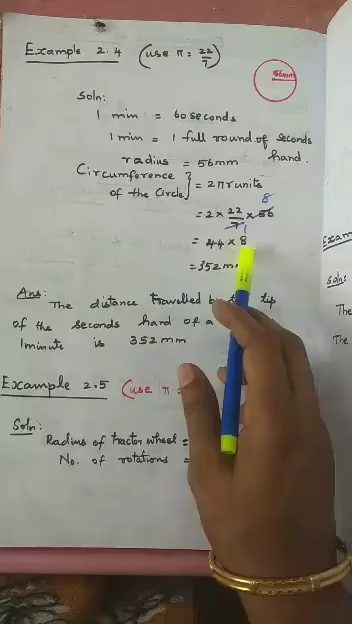 Example 2.4 (use π = 22/7)
56mm
Soln:
1 min = 60 seconds
1 min = 1 full round of seconds hand.
radius = 56mm
Circumference of the Circle } = 2πr units
= 2 × 22/7 × 56
8
1
= 44 × 8
= 352 m
Ans: The distance travelled tip
of the seconds hand of a
1 minute is 352 mm
Example 2.5 (use π =
Soln:
Radius of tractor wheel =
No. of rotations =
Exam
Soln
The
The